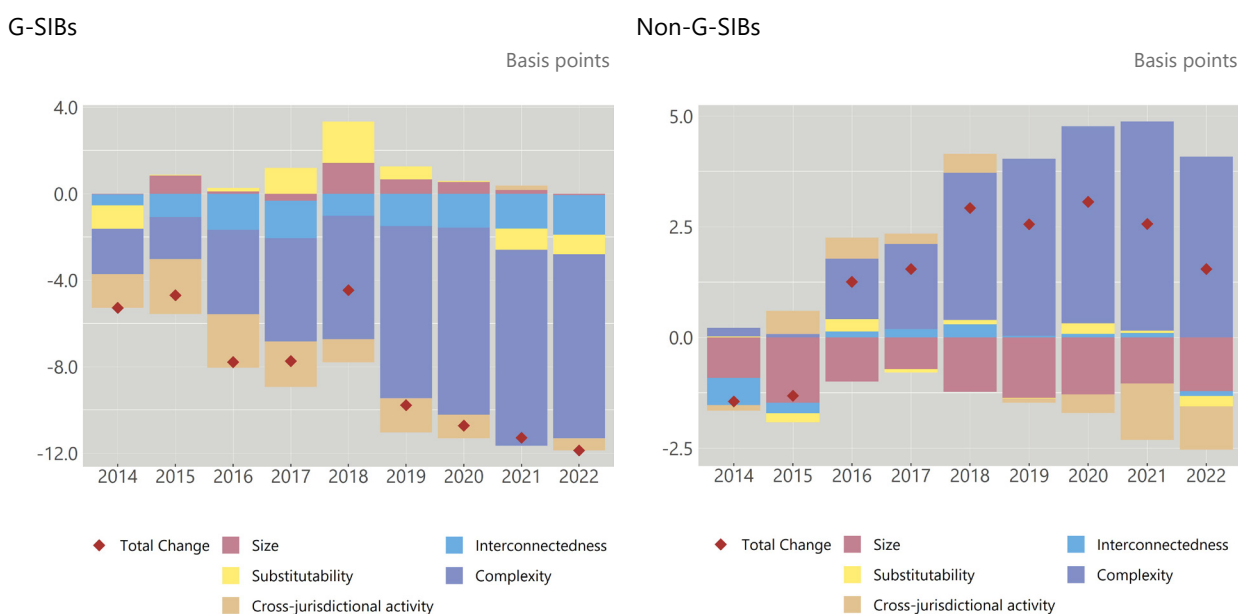 G-SIBs
Basis points
4.0
0.0
-4.0
-8.0
-12.0
2014 2015 2016 2017 2018 2019 2020 2021 2022
Total Change Size Interconnectedness
Substitutability Complexity
Cross-jurisdictional activity
Non-G-SIBs
Basis points
5.0
2.5
0.0
-2.5
2014 2015 2016 2017 2018 2019 2020 2021 2022
Total Change Size Interconnectedness
Substitutability Complexity
Cross-jurisdictional activity